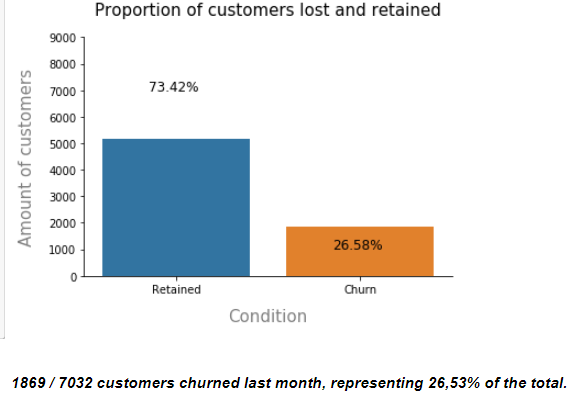 Proportion of customers lost and retained
9000
8000
7000
6000
5000
4000
3000
2000
1000
0
Amount of customers
73.42%
26.58%
Retained Churn
Condition
1869 / 7032 customers churned last month, representing 26,53% of the total.